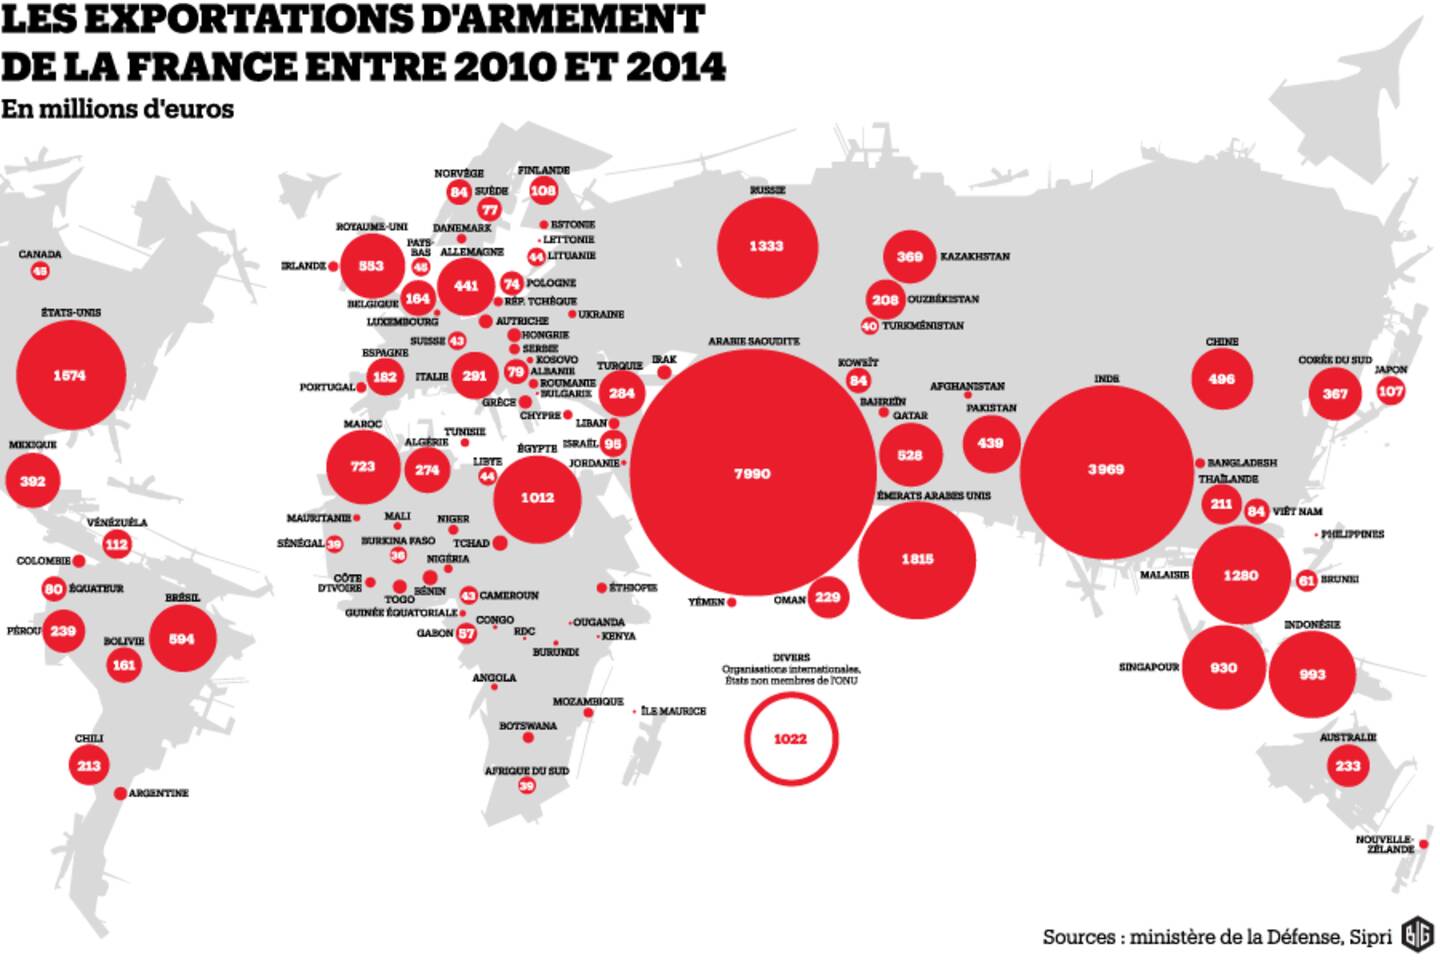 LES EXPORTATIONS D'ARMEMENT
DE LA FRANCE ENTRE 2010 ET 2014
En millions d'euros
CANADA
45
ÉTATS-UNIS
1574
MEXIQUE
392
VÉNÉZUÉLA
112
COLOMBIE
80
ÉQUATEUR
PÉROU
239
BRÉSIL
594
BOLIVIE
161
CHILI
213
ARGENTINE
NORVÈGE
84
SUÈDE
77
FINLANDE
108
DANEMARK
ESTONIE
LETTONIE
44
LITUANIE
ROYAUME-UNI
553
IRLANDE
PAYS-
BAS
45
ALLEMAGNE
441
74
POLOGNE
BELGIQUE
164
RÉP. TCHÈQUE
LUXEMBOURG
AUTRICHE
UKRAINE
SUISSE
43
HONGRIE
SERBIE
KOSOVO
ESPAGNE
182
ITALIE
291
79
ALBANIE
ROUMANIE
BULGARIE
PORTUGAL
GRÈCE
CHYPRE
TURQUIE
284
IRAK
LIBAN
ISRAËL
95
JORDANIE
MAROC
723
ALGÉRIE
274
TUNISIE
LIBYE
44
ÉGYPTE
1012
MAURITANIE
MALI
NIGER
SÉNÉGAL
39
BURKINA FASO
36
TCHAD
NIGÉRIA
CÔTE
D'IVOIRE
TOGO
BÉNIN
43
CAMEROUN
GUINÉE ÉQUATORIALE
GABON
57
CONGO
RDC
OUGANDA
KENYA
BURUNDI
ÉTHIOPIE
ANGOLA
MOZAMBIQUE
ÎLE MAURICE
BOTSWANA
AFRIQUE DU SUD
39
RUSSIE
1333
369
KAZAKHSTAN
208
OUZBÉKISTAN
40
TURKMÉNISTAN
ARABIE SAOUDITE
7990
KOWEÏT
84
BAHREÏN
QATAR
528
AFGHANISTAN
PAKISTAN
439
ÉMIRATS ARABES UNIS
1815
YÉMEN
OMAN
229
INDE
3969
CHINE
496
CORÉE DU SUD
367
JAPON
107
BANGLADESH
THAÏLANDE
211
84
VIÊT NAM
PHILIPPINES
MALAISIE
1280
61
BRUNEI
SINGAPOUR
930
INDONÉSIE
993
AUSTRALIE
233
NOUVELLE-
ZÉLANDE
DIVERS
Organisations internationales,
États non membres de l'ONU
1022
Sources : ministère de la Défense, Sipri
BIG